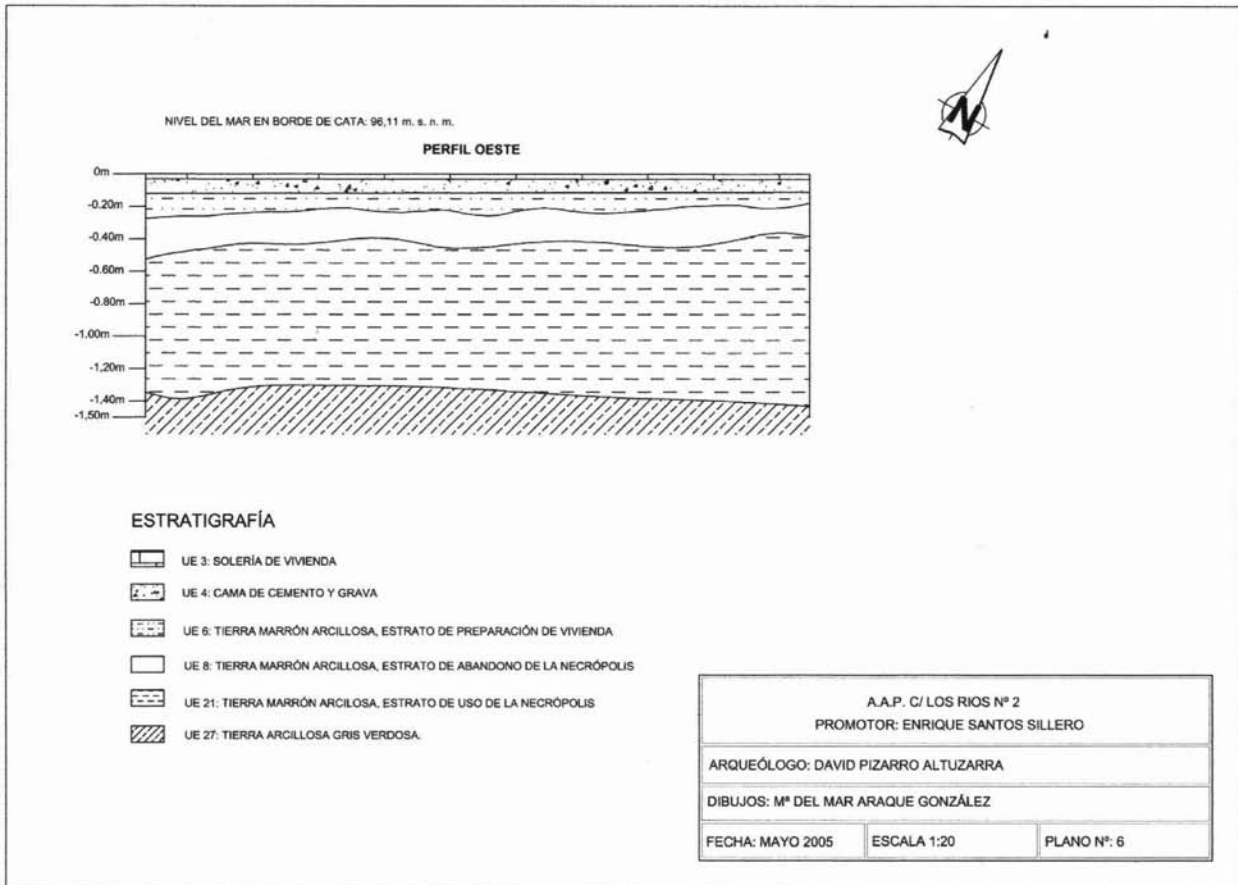 N
NIVEL DEL MAR EN BORDE DE CATA: 96,11 m. s. n. m.
PERFIL OESTE
0m
-0.20m
-0.40m
-0.60m
-0.80m
-1.00m
-1,20m
-1.40m
-1,50m
ESTRATIGRAFÍA
UE 3: SOLERÍA DE VIVIENDA
UE 4: CAMA DE CEMENTO Y GRAVA
UE 6: TIERRA MARRÓN ARCILLOSA, ESTRATO DE PREPARACIÓN DE VIVIENDA
UE 8: TIERRA MARRÓN ARCILLOSA, ESTRATO DE ABANDONO DE LA NECRÓPOLIS
UE 21: TIERRA MARRÓN ARCILOSA, ESTRATO DE USO DE LA NECRÓPOLIS
UE 27: TIERRA ARCILLOSA GRIS VERDOSA.
A.A.P. C/ LOS RIOS Nº 2
PROMOTOR: ENRIQUE SANTOS SILLERO
ARQUEÓLOGO: DAVID PIZARRO ALTUZARRA
DIBUJOS: Mª DEL MAR ARAQUE GONZÁLEZ
FECHA: MAYO 2005
ESCALA 1:20
PLANO Nº: 6